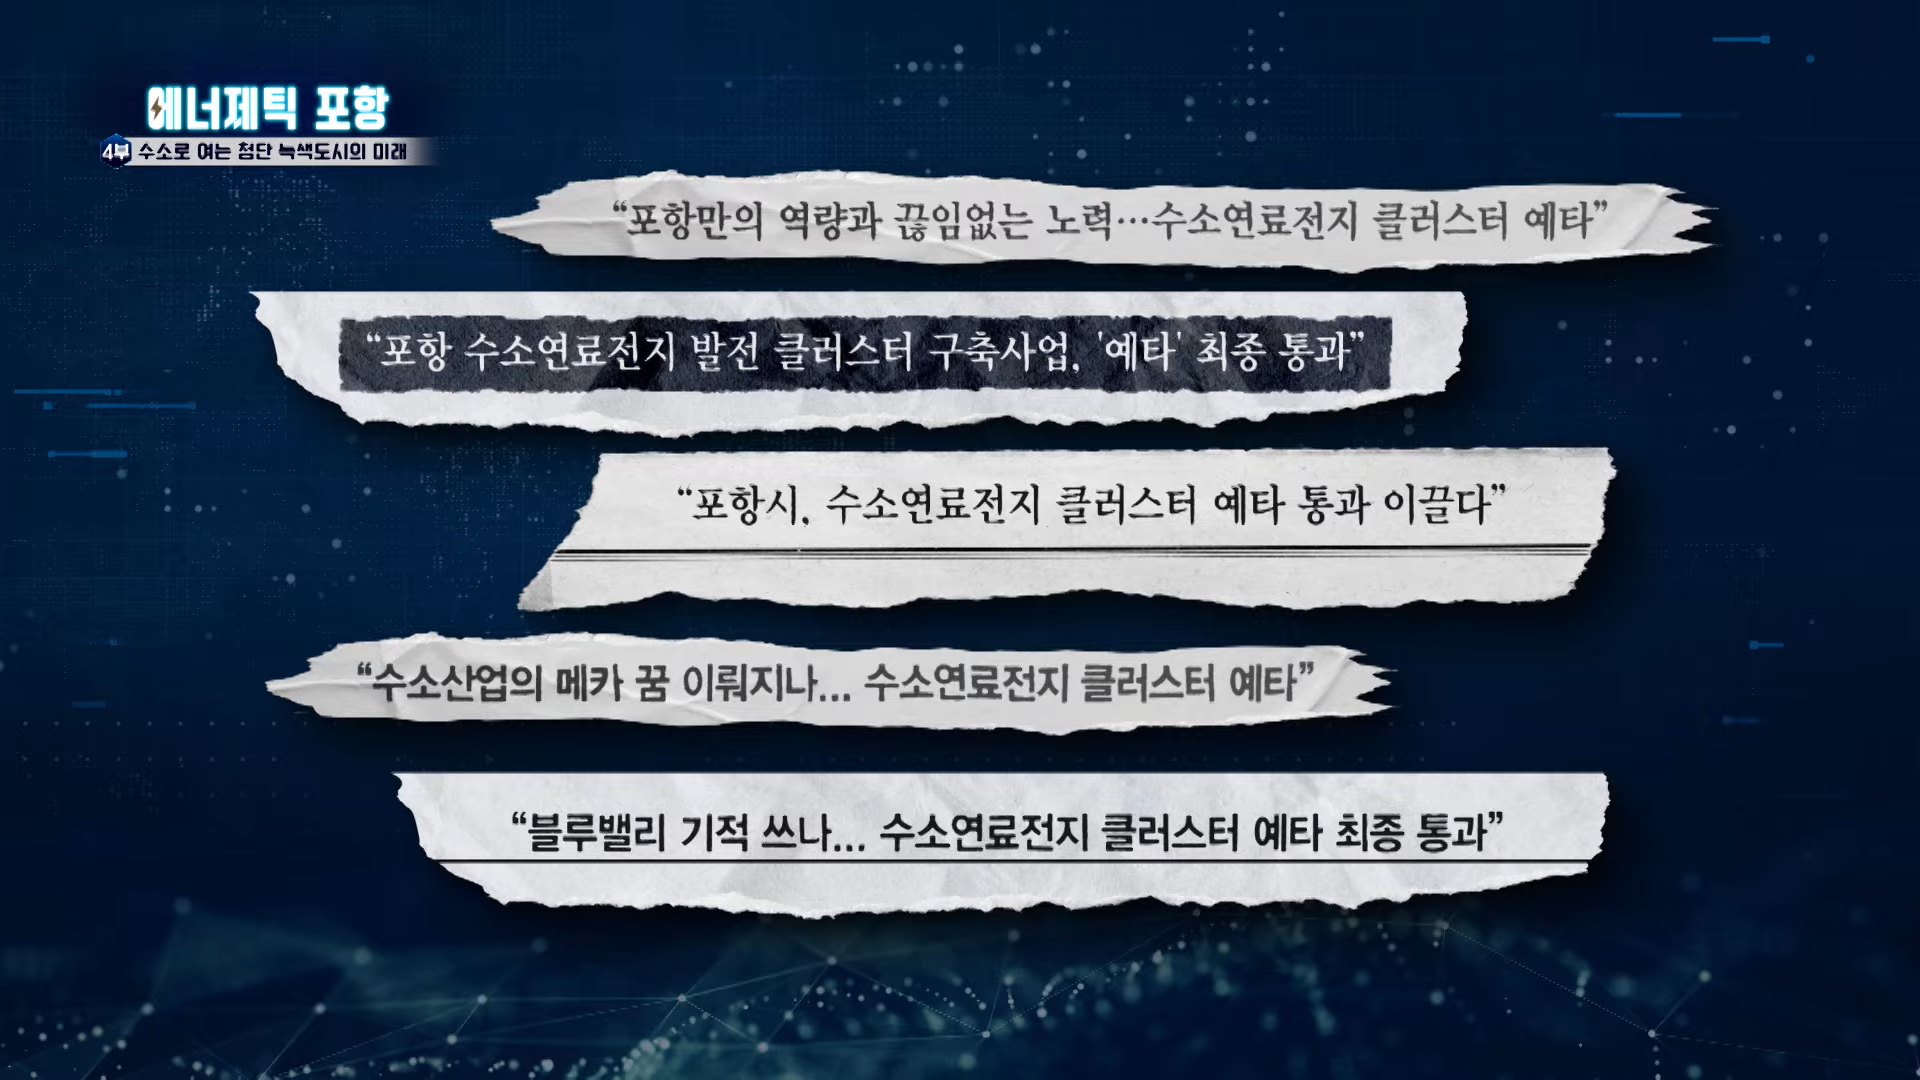 에너제틱 포항
4부 수소로 여는 첨단 녹색도시의 미래
“포항만의 역량과 끊임없는 노력…수소연료전지 클러스터 예타”
“포항 수소연료전지 발전 클러스터 구축사업, '예타' 최종 통과”
“포항시, 수소연료전지 클러스터 예타 통과 이끌다”
“수소산업의 메카 꿈 이뤄지나... 수소연료전지 클러스터 예타”
“블루밸리 기적 쓰나... 수소연료전지 클러스터 예타 최종 통과”